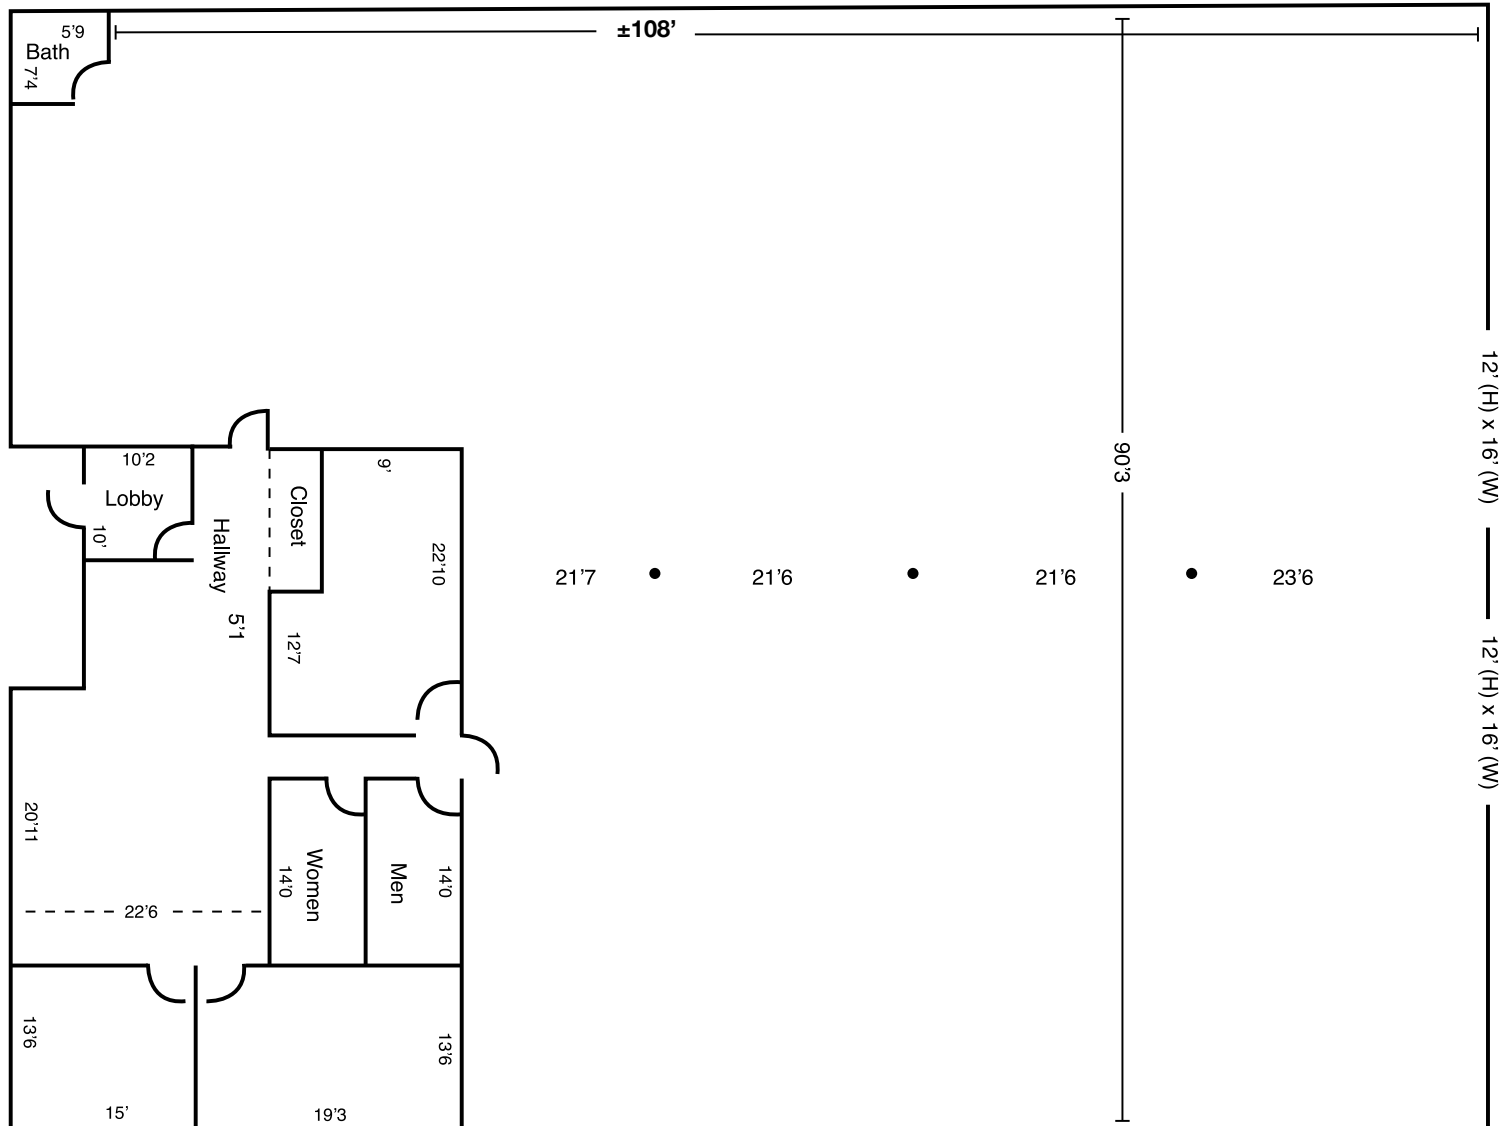 5’9
±108’
Bath
7’4
12’ (H) x 16’ (W)
10’2
9’
90’3
Lobby
Closet
10’
Hallway
22’10
21’7
21’6
21’6
23’6
5’1
12’7
12’ (H) x 16’ (W)
20’11
Women
14’0
Men
14’0
22’6
13’6
13’6
15’
19’3